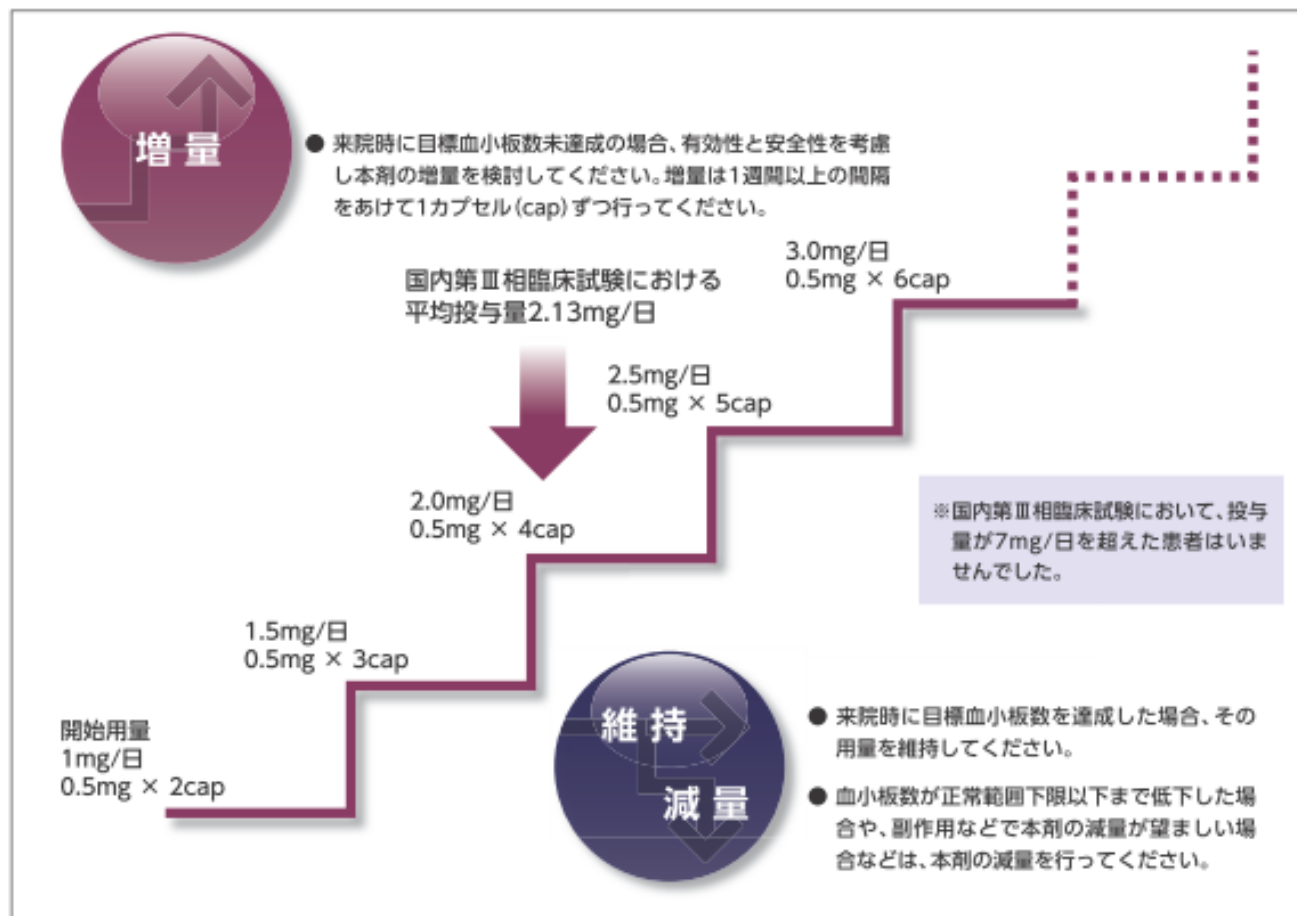 増量
● 来院時に目標血小板数未達成の場合、有効性と安全性を考慮
し本剤の増量を検討してください。増量は1週間以上の間隔
をあけて1カプセル(cap)ずつ行ってください。
3.0mg/日
0.5mg × 6cap
国内第Ⅲ相臨床試験における
平均投与量2.13mg/日
2.5mg/日
0.5mg × 5cap
2.0mg/日
0.5mg × 4cap
※国内第Ⅲ相臨床試験において、投与
量が7mg/日を超えた患者はいま
せんでした。
1.5mg/日
0.5mg × 3cap
開始用量
1mg/日
0.5mg × 2cap
維持
減量
● 来院時に目標血小板数を達成した場合、その
用量を維持してください。
● 血小板数が正常範囲下限以下まで低下した場
合や、副作用などで本剤の減量が望ましい場
合などは、本剤の減量を行ってください。